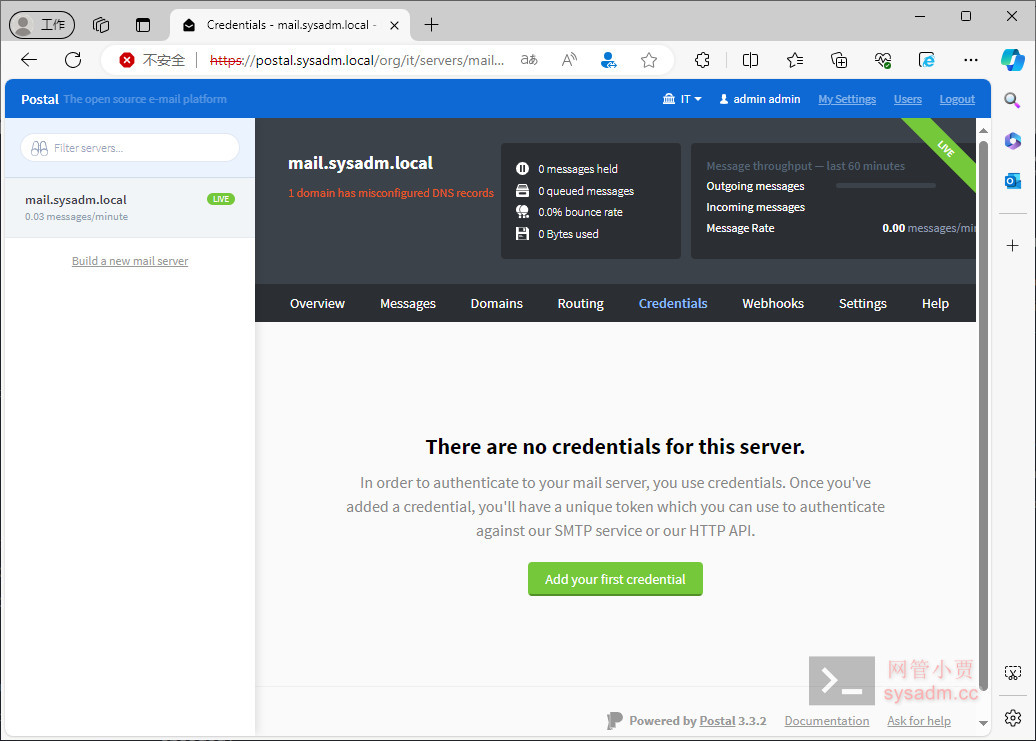 工作
Credentials - mail.sysadm.local -
不安全
https://postal.sysadm.local/org/it/servers/mail...
Postal The open source e-mail platform
IT
admin admin
My Settings
Users
Logout
Filter servers...
mail.sysadm.local
LIVE
0.03 messages/minute
Build a new mail server
mail.sysadm.local
1 domain has misconfigured DNS records
0 messages held
0 queued messages
0.0% bounce rate
0 Bytes used
Message throughput — last 60 minutes
Outgoing messages
Incoming messages
Message Rate
0.00 messages/min
LIVE
Overview
Messages
Domains
Routing
Credentials
Webhooks
Settings
Help
There are no credentials for this server.
In order to authenticate to your mail server, you use credentials. Once you've
added a credential, you'll have a unique token which you can use to authenticate
against our SMTP service or our HTTP API.
Add your first credential
网管小贾
sysadm.cc
Powered by Postal 3.3.2
Documentation
Ask for help